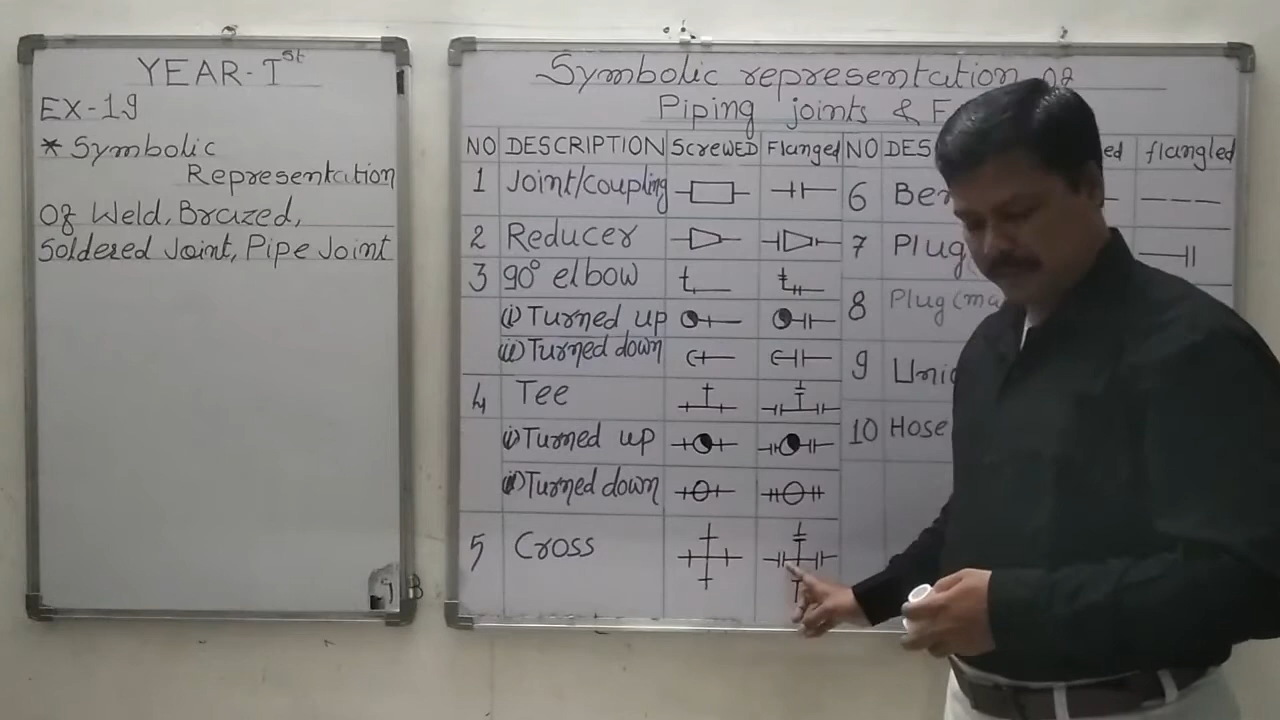 YEAR-Ist
EX-19
* Symbolic
Representation
Of Weld, Brazed,
Soldered Joint, Pipe Joint
Symbolic representation of
Piping joints &
NO DESCRIPTION SCREWED Flanged NO flangled
1 Joint/coupling 6
2 Reducer 7 Plug
3 90° elbow 8 Plug
(i) Turned up
(ii) Turned down 9
4 Tee
(i) Turned up 10 Hose
(ii) Turned down
5 Cross